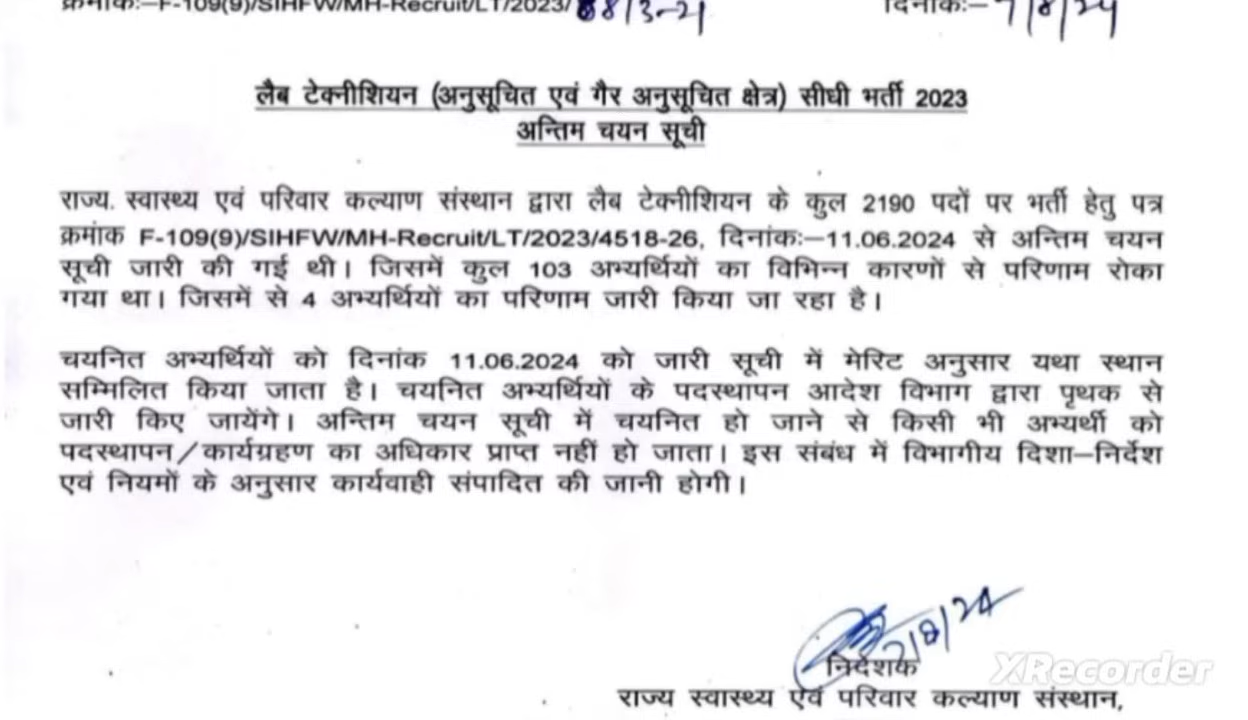 क्रमांकः–F-109(9)/SIHFW/MH-Recruit/LT/2023/ दिनांकः– 7/8/24
लैब टेक्नीशियन (अनुसूचित एवं गैर अनुसूचित क्षेत्र) सीधी भर्ती 2023
अन्तिम चयन सूची
राज्य. स्वास्थ्य एवं परिवार कल्याण संस्थान द्वारा लैब टेक्नीशियन के कुल 2190 पदों पर भर्ती हेतु पत्र
क्रमांक F-109(9)/SIHFW/MH-Recruit/LT/2023/4518-26, दिनांकः–11.06.2024 से अन्तिम चयन
सूची जारी की गई थी। जिसमें कुल 103 अभ्यर्थियों का विभिन्न कारणों से परिणाम रोका
गया था। जिसमें से 4 अभ्यर्थियों का परिणाम जारी किया जा रहा है।
चयनित अभ्यर्थियों को दिनांक 11.06.2024 को जारी सूची में मेरिट अनुसार यथा स्थान
सम्मिलित किया जाता है। चयनित अभ्यर्थियों के पदस्थापन आदेश विभाग द्वारा पृथक से
जारी किए जायेंगे। अन्तिम चयन सूची में चयनित हो जाने से किसी भी अभ्यर्थी को
पदस्थापन/कार्यग्रहण का अधिकार प्राप्त नहीं हो जाता। इस संबंध में विभागीय दिशा–निर्देश
एवं नियमों के अनुसार कार्यवाही संपादित की जानी होगी।
7/8/24
निदेशक
XRecorder
राज्य स्वास्थ्य एवं परिवार कल्याण संस्थान,